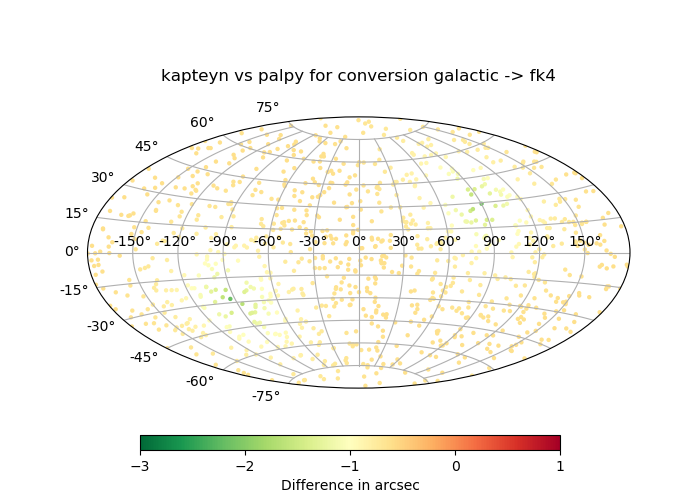 kapteyn vs palpy for conversion galactic -> fk4
75°
60°
45°
30°
15°
-150° -120° -90° -60° -30° 0° 30° 60° 90° 120° 150°
0°
-15°
-30°
-45°
-60°
-75°
−3 −2 −1 0 1
Difference in arcsec